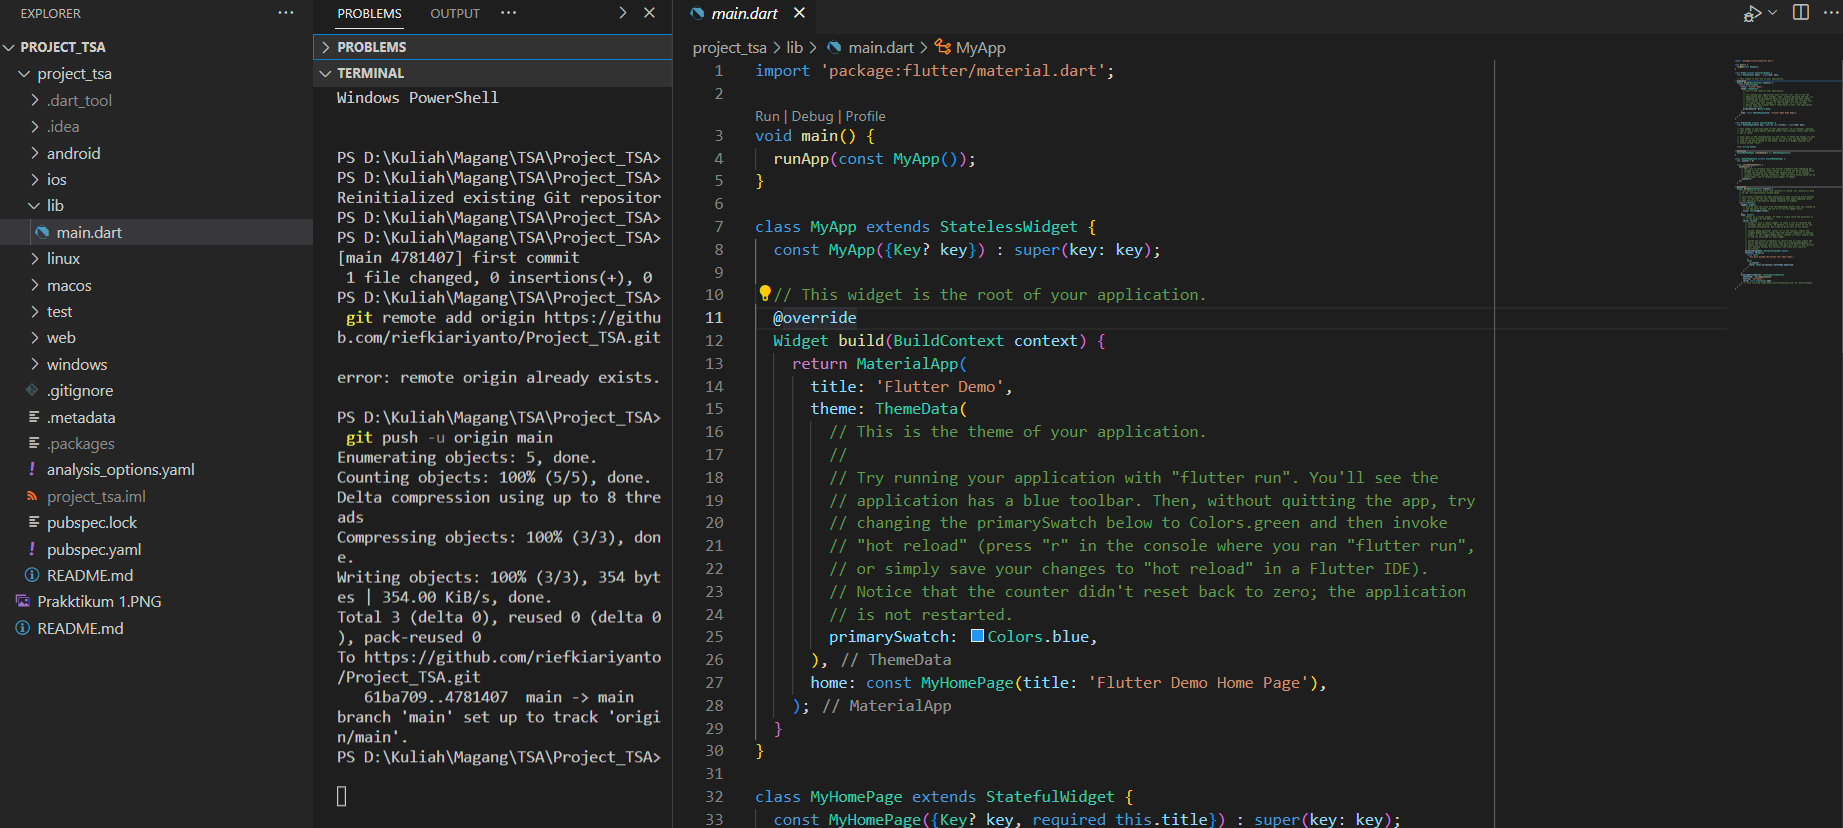 EXPLORER
PROJECT_TSA
project_tsa
.dart_tool
.idea
android
ios
lib
main.dart
linux
macos
test
web
windows
.gitignore
.metadata
.packages
analysis_options.yaml
project_tsa.iml
pubspec.lock
pubspec.yaml
README.md
Prakktikum 1.PNG
README.md
PROBLEMS OUTPUT
PROBLEMS
TERMINAL
Windows PowerShell
PS D:\Kuliah\Magang\TSA\Project_TSA>
PS D:\Kuliah\Magang\TSA\Project_TSA>
Reinitialized existing Git repositor
PS D:\Kuliah\Magang\TSA\Project_TSA>
PS D:\Kuliah\Magang\TSA\Project_TSA>
[main 4781407] first commit
1 file changed, 0 insertions(+), 0
PS D:\Kuliah\Magang\TSA\Project_TSA>
git remote add origin https://githu
b.com/riefkiariyanto/Project_TSA.git
error: remote origin already exists.
PS D:\Kuliah\Magang\TSA\Project_TSA>
git push -u origin main
Enumerating objects: 5, done.
Counting objects: 100% (5/5), done.
Delta compression using up to 8 thre
ads
Compressing objects: 100% (3/3), don
e.
Writing objects: 100% (3/3), 354 byt
es | 354.00 KiB/s, done.
Total 3 (delta 0), reused 0 (delta 0
), pack-reused 0
To https://github.com/riefkiariyanto
/Project_TSA.git
61ba709..4781407  main -> main
branch 'main' set up to track 'origi
n/main'.
PS D:\Kuliah\Magang\TSA\Project_TSA>
main.dart
project_tsa > lib > main.dart > MyApp
1 import 'package:flutter/material.dart';
2
Run | Debug | Profile
3 void main() {
4 runApp(const MyApp());
5 }
6
7 class MyApp extends StatelessWidget {
8 const MyApp({Key? key}) : super(key: key);
9
10 // This widget is the root of your application.
11 @override
12 Widget build(BuildContext context) {
13 return MaterialApp(
14 title: 'Flutter Demo',
15 theme: ThemeData(
16 // This is the theme of your application.
17 //
18 // Try running your application with "flutter run". You'll see the
19 // application has a blue toolbar. Then, without quitting the app, try
20 // changing the primarySwatch below to Colors.green and then invoke
21 // "hot reload" (press "r" in the console where you ran "flutter run",
22 // or simply save your changes to "hot reload" in a Flutter IDE).
23 // Notice that the counter didn't reset back to zero; the application
24 // is not restarted.
25 primarySwatch: Colors.blue,
26 ), // ThemeData
27 home: const MyHomePage(title: 'Flutter Demo Home Page'),
28 ); // MaterialApp
29 }
30 }
31
32 class MyHomePage extends StatefulWidget {
33 const MyHomePage({Key? key, required this.title}) : super(key: key);